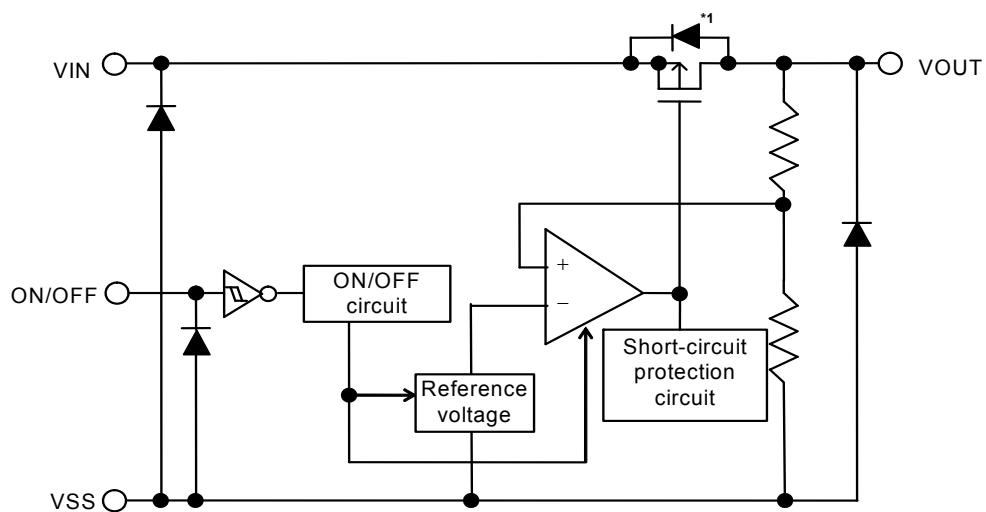 *1
VIN
VOUT
+
−
ON/OFF
ON/OFF
circuit
Short-circuit
protection
circuit
Reference
voltage
VSS